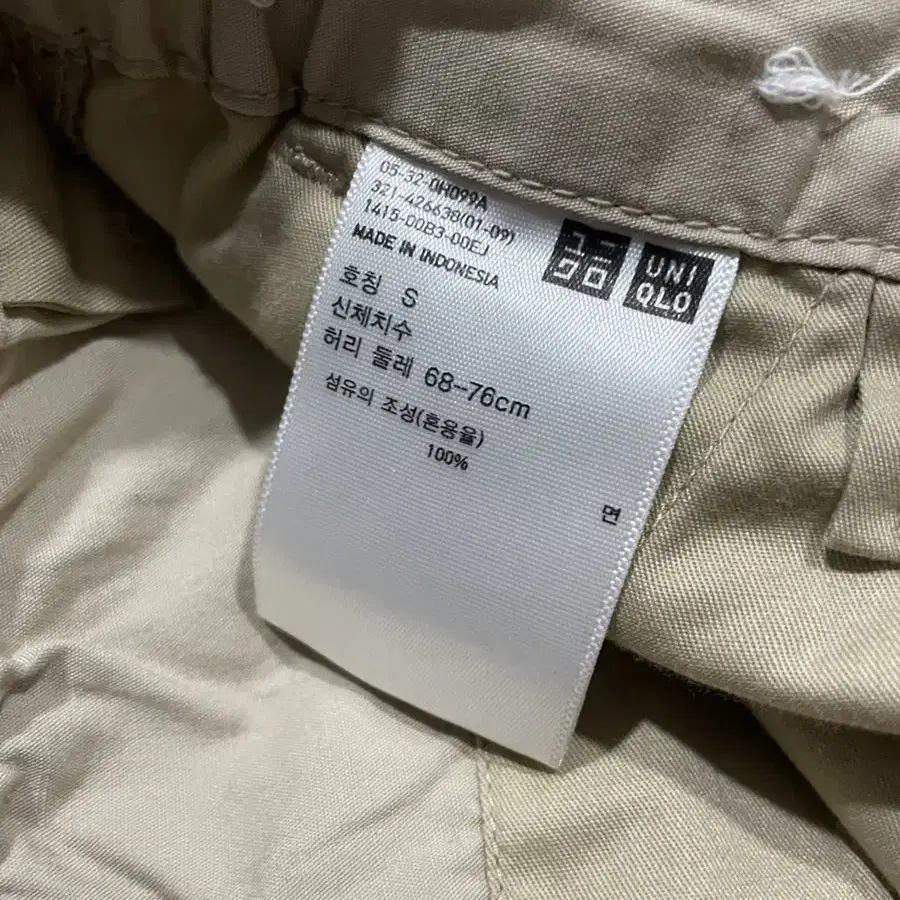 05-32-0H099A
321-426638(01-09)
1415-00B3-00EJ
MADE IN INDONESIA
ユニ
クロ
UNI
QLO
호칭 S
신체치수
허리 둘레 68-76cm
섬유의 조성(혼용율)
100%
면